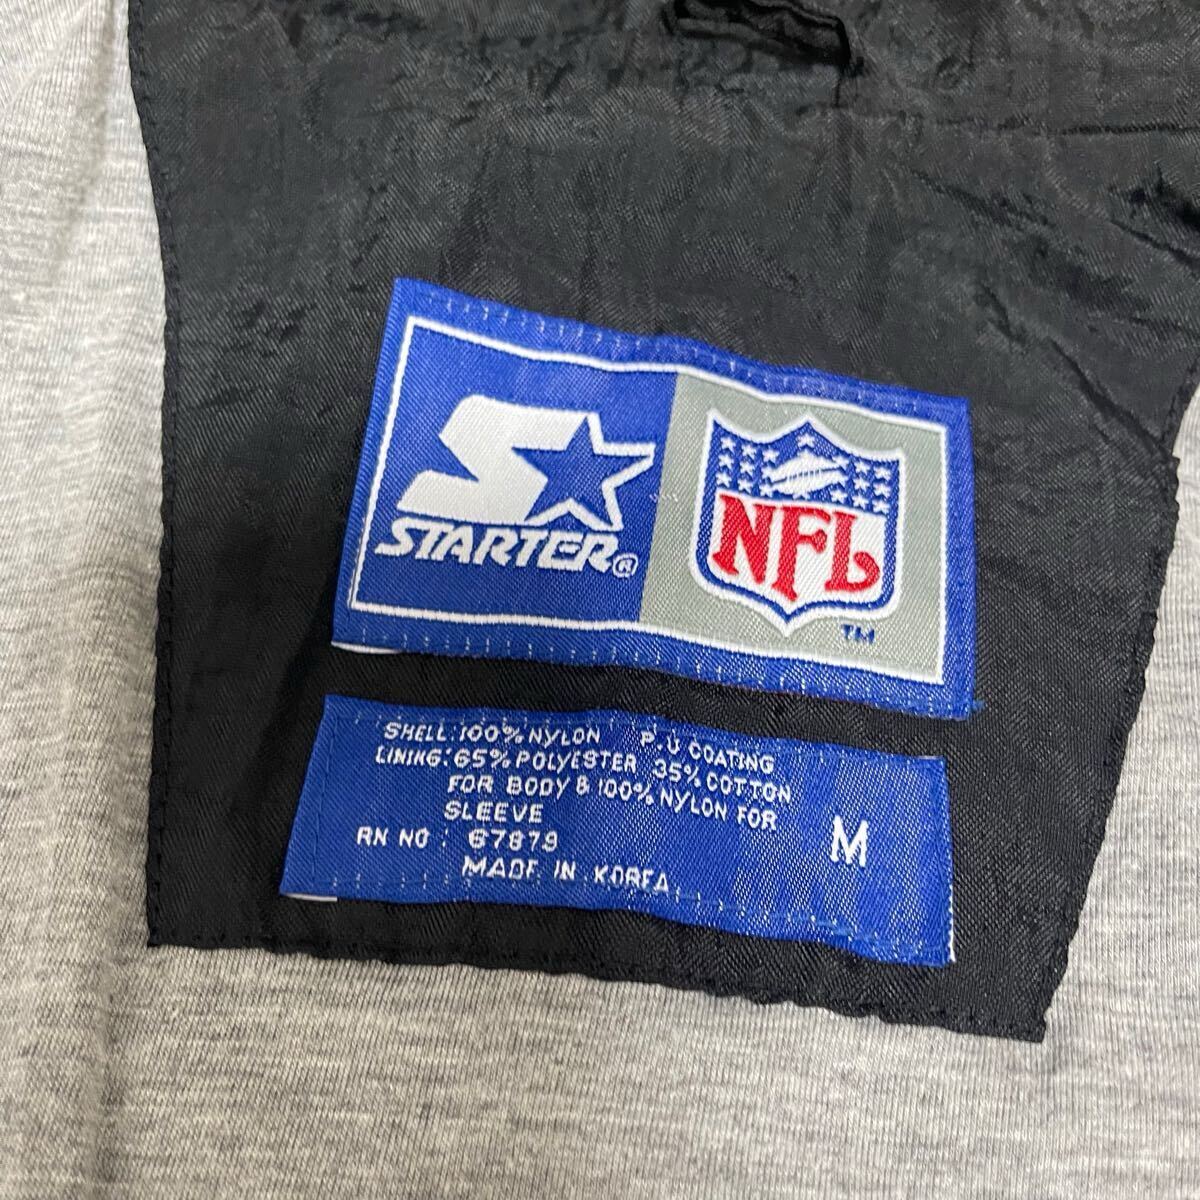 STARTER®
NFL
TM
SHELL: 100% NYLON P.U COATING
LINING: 65% POLYESTER 35% COTTON
FOR BODY & 100% NYLON FOR
SLEEVE
RN NO : 67879
MADE IN KOREA
M